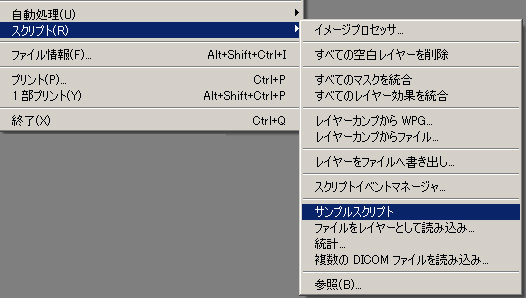 自動処理(U)
スクリプト(R)
ファイル情報(F)... Alt+Shift+Ctrl+I
プリント(P)... Ctrl+P
1部プリント(Y) Alt+Shift+Ctrl+P
終了(X) Ctrl+Q
イメージプロセッサ...
すべての空白レイヤーを削除
すべてのマスクを統合
すべてのレイヤー効果を統合
レイヤーカンプから WPG...
レイヤーカンプからファイル...
レイヤーをファイルへ書き出し...
スクリプトイベントマネージャ...
サンプルスクリプト
ファイルをレイヤーとして読み込み...
統計...
複数の DICOM ファイルを読み込み...
参照(B)...